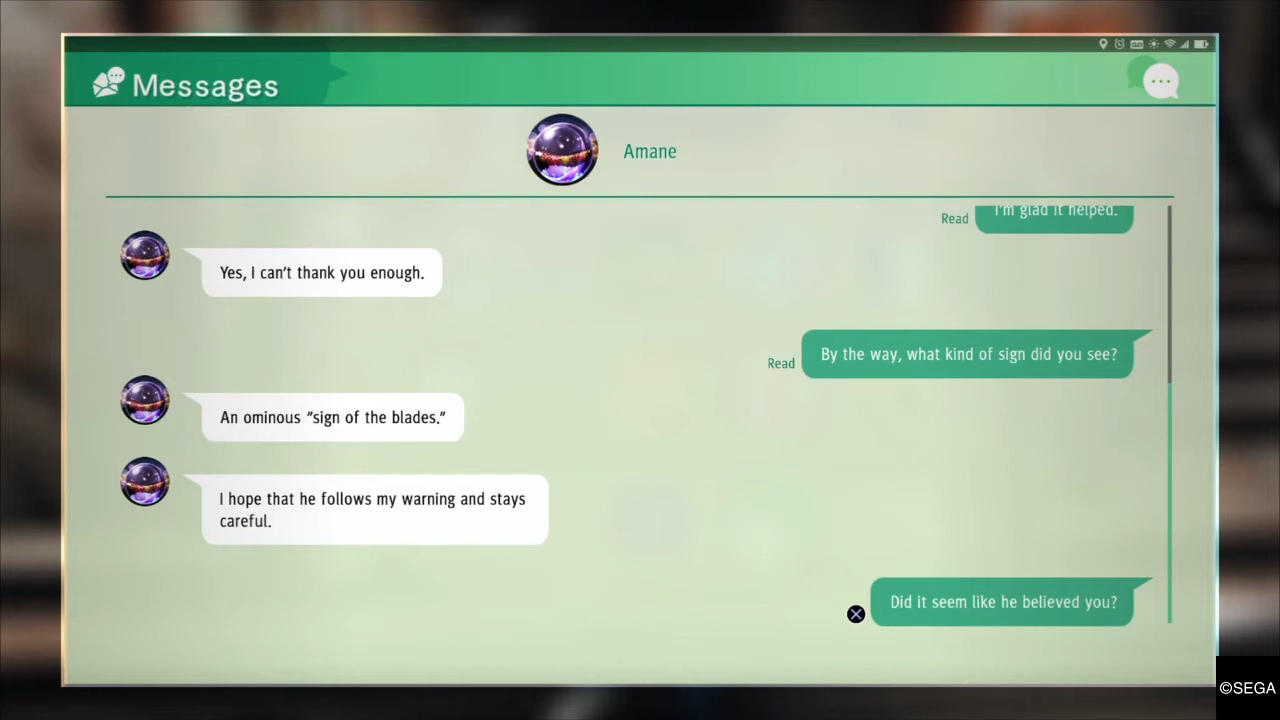 Messages
Amane
I'm glad it helped.
Read
Yes, I can't thank you enough.
By the way, what kind of sign did you see?
Read
An ominous "sign of the blades."
I hope that he follows my warning and stays
careful.
Did it seem like he believed you?
©SEGA